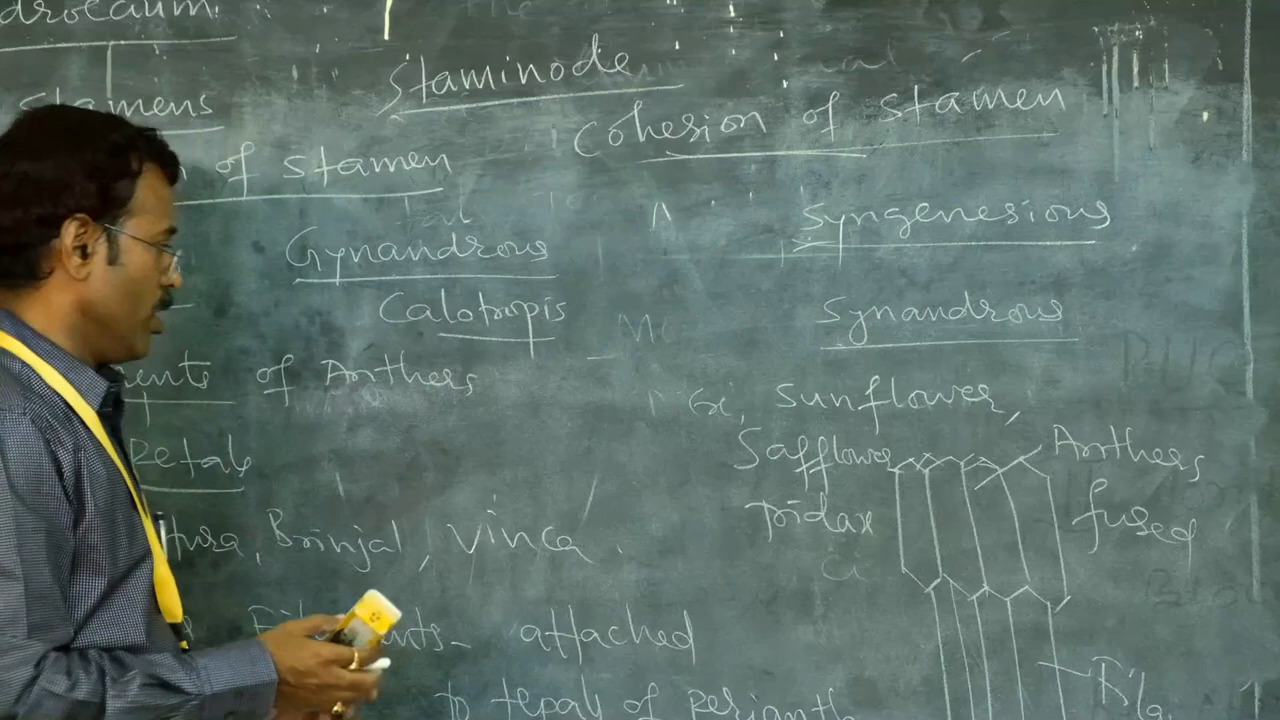 Staminode
stamens
Cohesion of stamen
of stamen
Syngenesious
Gynandrous
Calotropis
Synandrous
of Anthers
Sunflower,
Safflower
Anthers
Petals
Tridax
fused
Brinjal, Vinca.
attached
to tepals of perianth